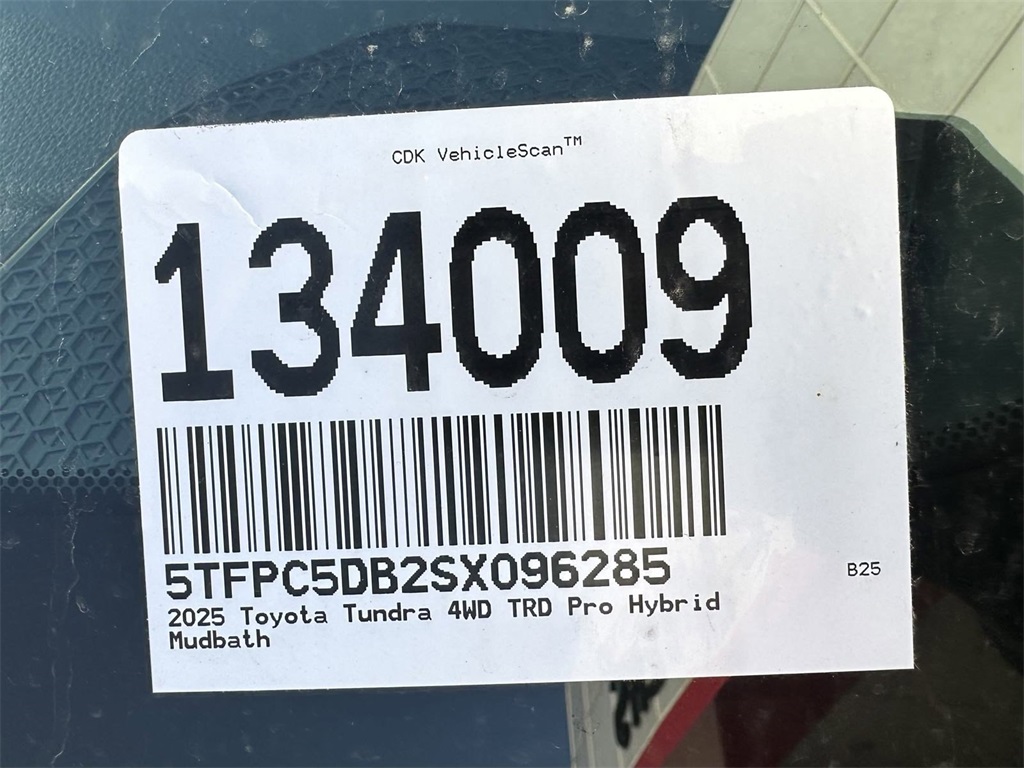 CDK VehicleScan™
134009
5TFPC5DB2SX096285
B25
2025 Toyota Tundra 4WD TRD Pro Hybrid
Mudbath